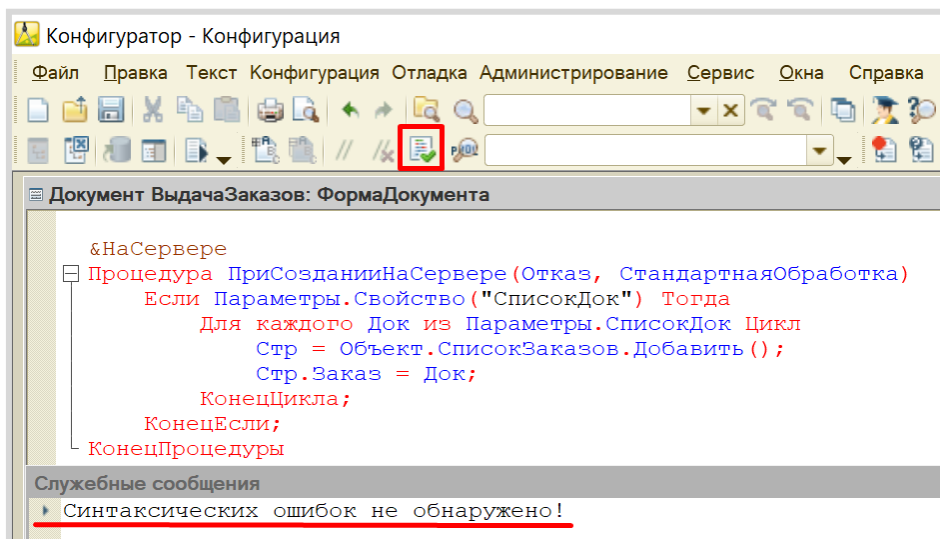 Конфигуратор - Конфигурация
Файл Правка Текст Конфигурация Отладка Администрирование Сервис Окна Справка
Документ ВыдачаЗаказов: ФормаДокумента
&НаСервере
Процедура ПриСозданииНаСервере(Отказ, СтандартнаяОбработка)
Если Параметры.Свойство("СписокДок") Тогда
Для каждого Док из Параметры.СписокДок Цикл
Стр = Объект.СписокЗаказов.Добавить();
Стр.Заказ = Док;
КонецЦикла;
КонецЕсли;
КонецПроцедуры
Служебные сообщения
Синтаксических ошибок не обнаружено!